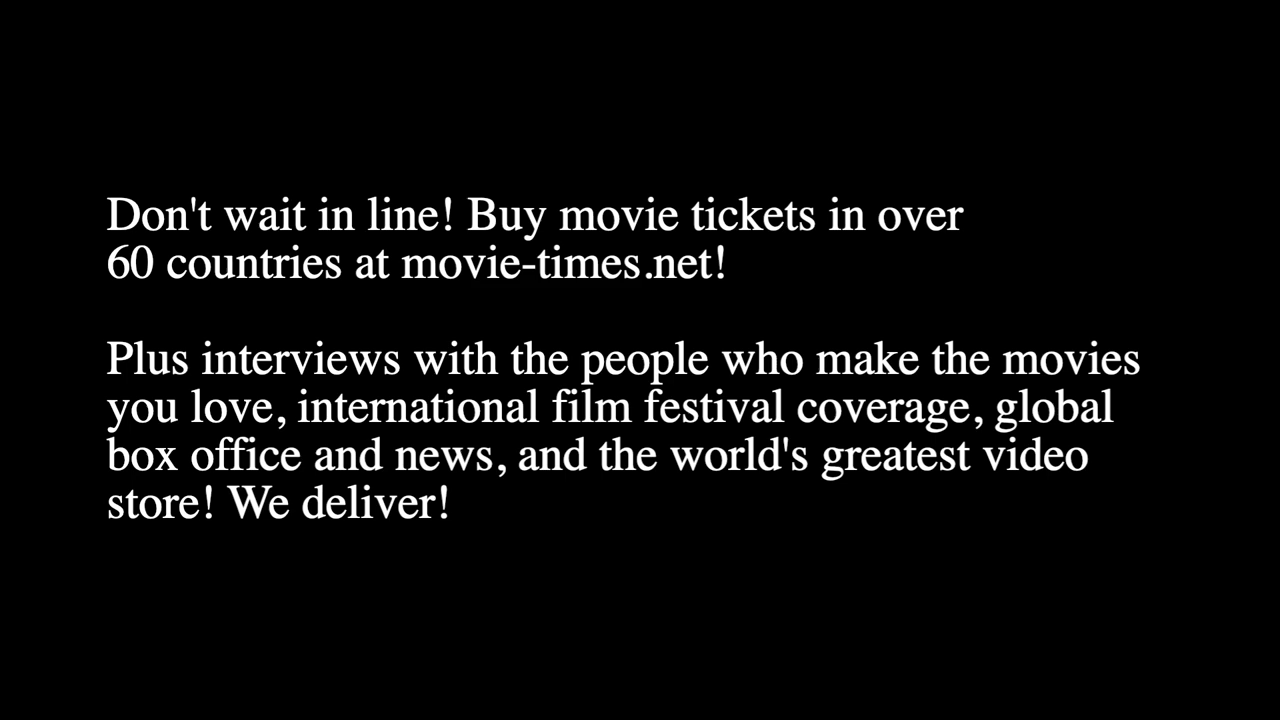 Don't wait in line! Buy movie tickets in over
60 countries at movie-times.net!
Plus interviews with the people who make the movies
you love, international film festival coverage, global
box office and news, and the world's greatest video
store! We deliver!